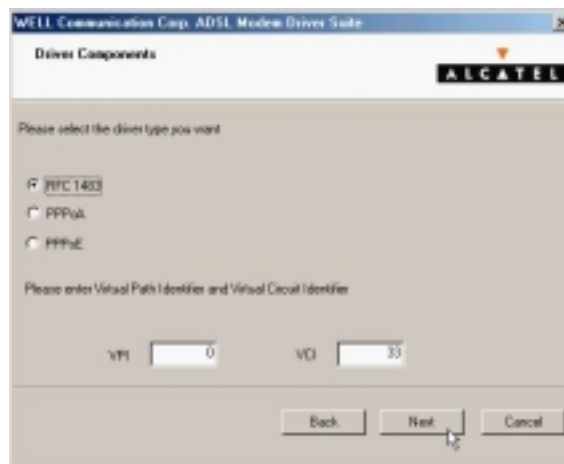 WELL Communication Corp. ADSL Modem Driver Suite
Driver Components
ALCATEL
Please select the driver type you want
RFC 1483
PPPoA
PPPoE
Please enter Virtual Path Identifier and Virtual Circuit Identifier
VPI 0 VCI 33
Back Next Cancel